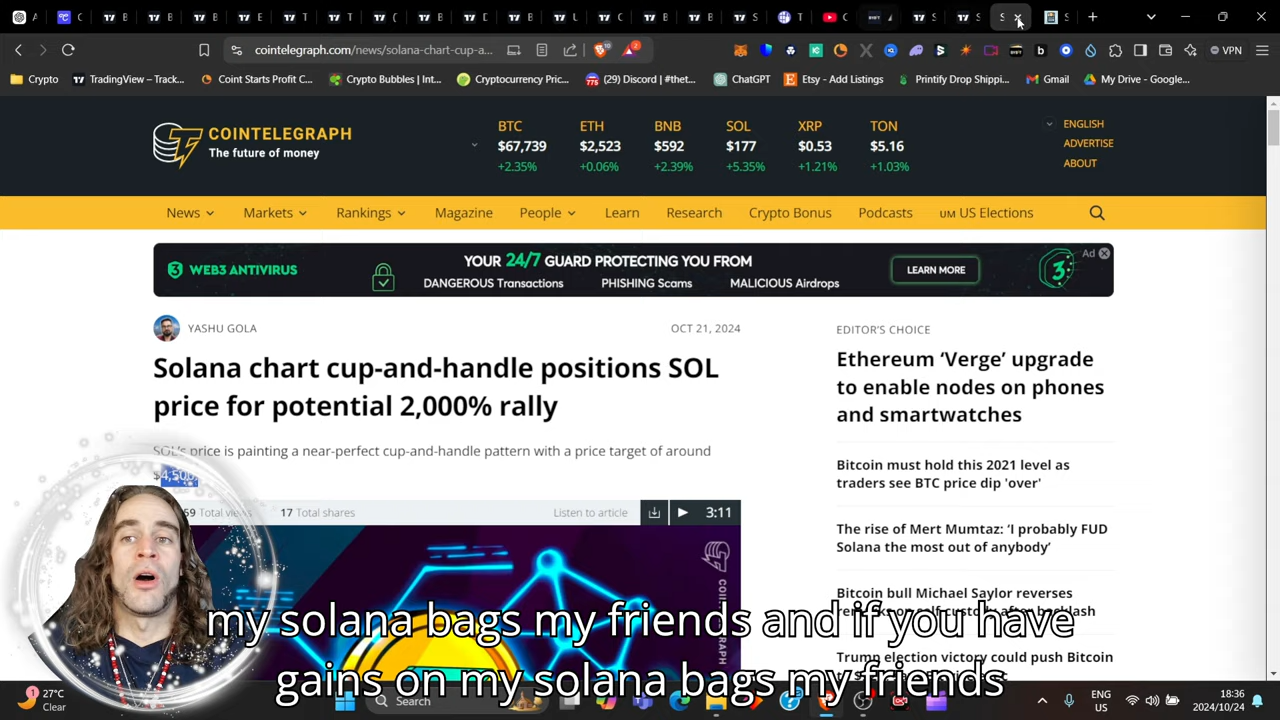 cointelegraph.com/news/solana-chart-cup-a...
VPN
Crypto
TradingView – Track...
Coint Starts Profit C...
Crypto Bubbles | Int...
Cryptocurrency Pric...
(29) Discord | #thet...
ChatGPT
Etsy - Add Listings
Printify Drop Shippi...
Gmail
My Drive - Google...
COINTELEGRAPH
The future of money
BTC ETH BNB SOL XRP TON
$67,739 $2,523 $592 $177 $0.53 $5.16
+2.35% +0.06% +2.39% +5.35% +1.21% +1.03%
ENGLISH
ADVERTISE
ABOUT
News Markets Rankings Magazine People Learn Research Crypto Bonus Podcasts US Elections
WEB3 ANTIVIRUS
YOUR 24/7 GUARD PROTECTING YOU FROM
DANGEROUS Transactions PHISHING Scams MALICIOUS Airdrops
LEARN MORE
Ad
YASHU GOLA
OCT 21, 2024
Solana chart cup-and-handle positions SOL
price for potential 2,000% rally
SOL's price is painting a near-perfect cup-and-handle pattern with a price target of around
$4,500.
59 Total views
17 Total shares
Listen to article
3:11
COINTELEGRAPH
EDITOR'S CHOICE
Ethereum ‘Verge’ upgrade
to enable nodes on phones
and smartwatches
Bitcoin must hold this 2021 level as
traders see BTC price dip 'over'
The rise of Mert Mumtaz: ‘I probably FUD
Solana the most out of anybody’
Bitcoin bull Michael Saylor reverses
Trump election victory could push Bitcoin
my solana bags my friends and if you have
gains on my solana bags my friends
27°C
Clear
Search
ENG
US
18:36
2024/10/24